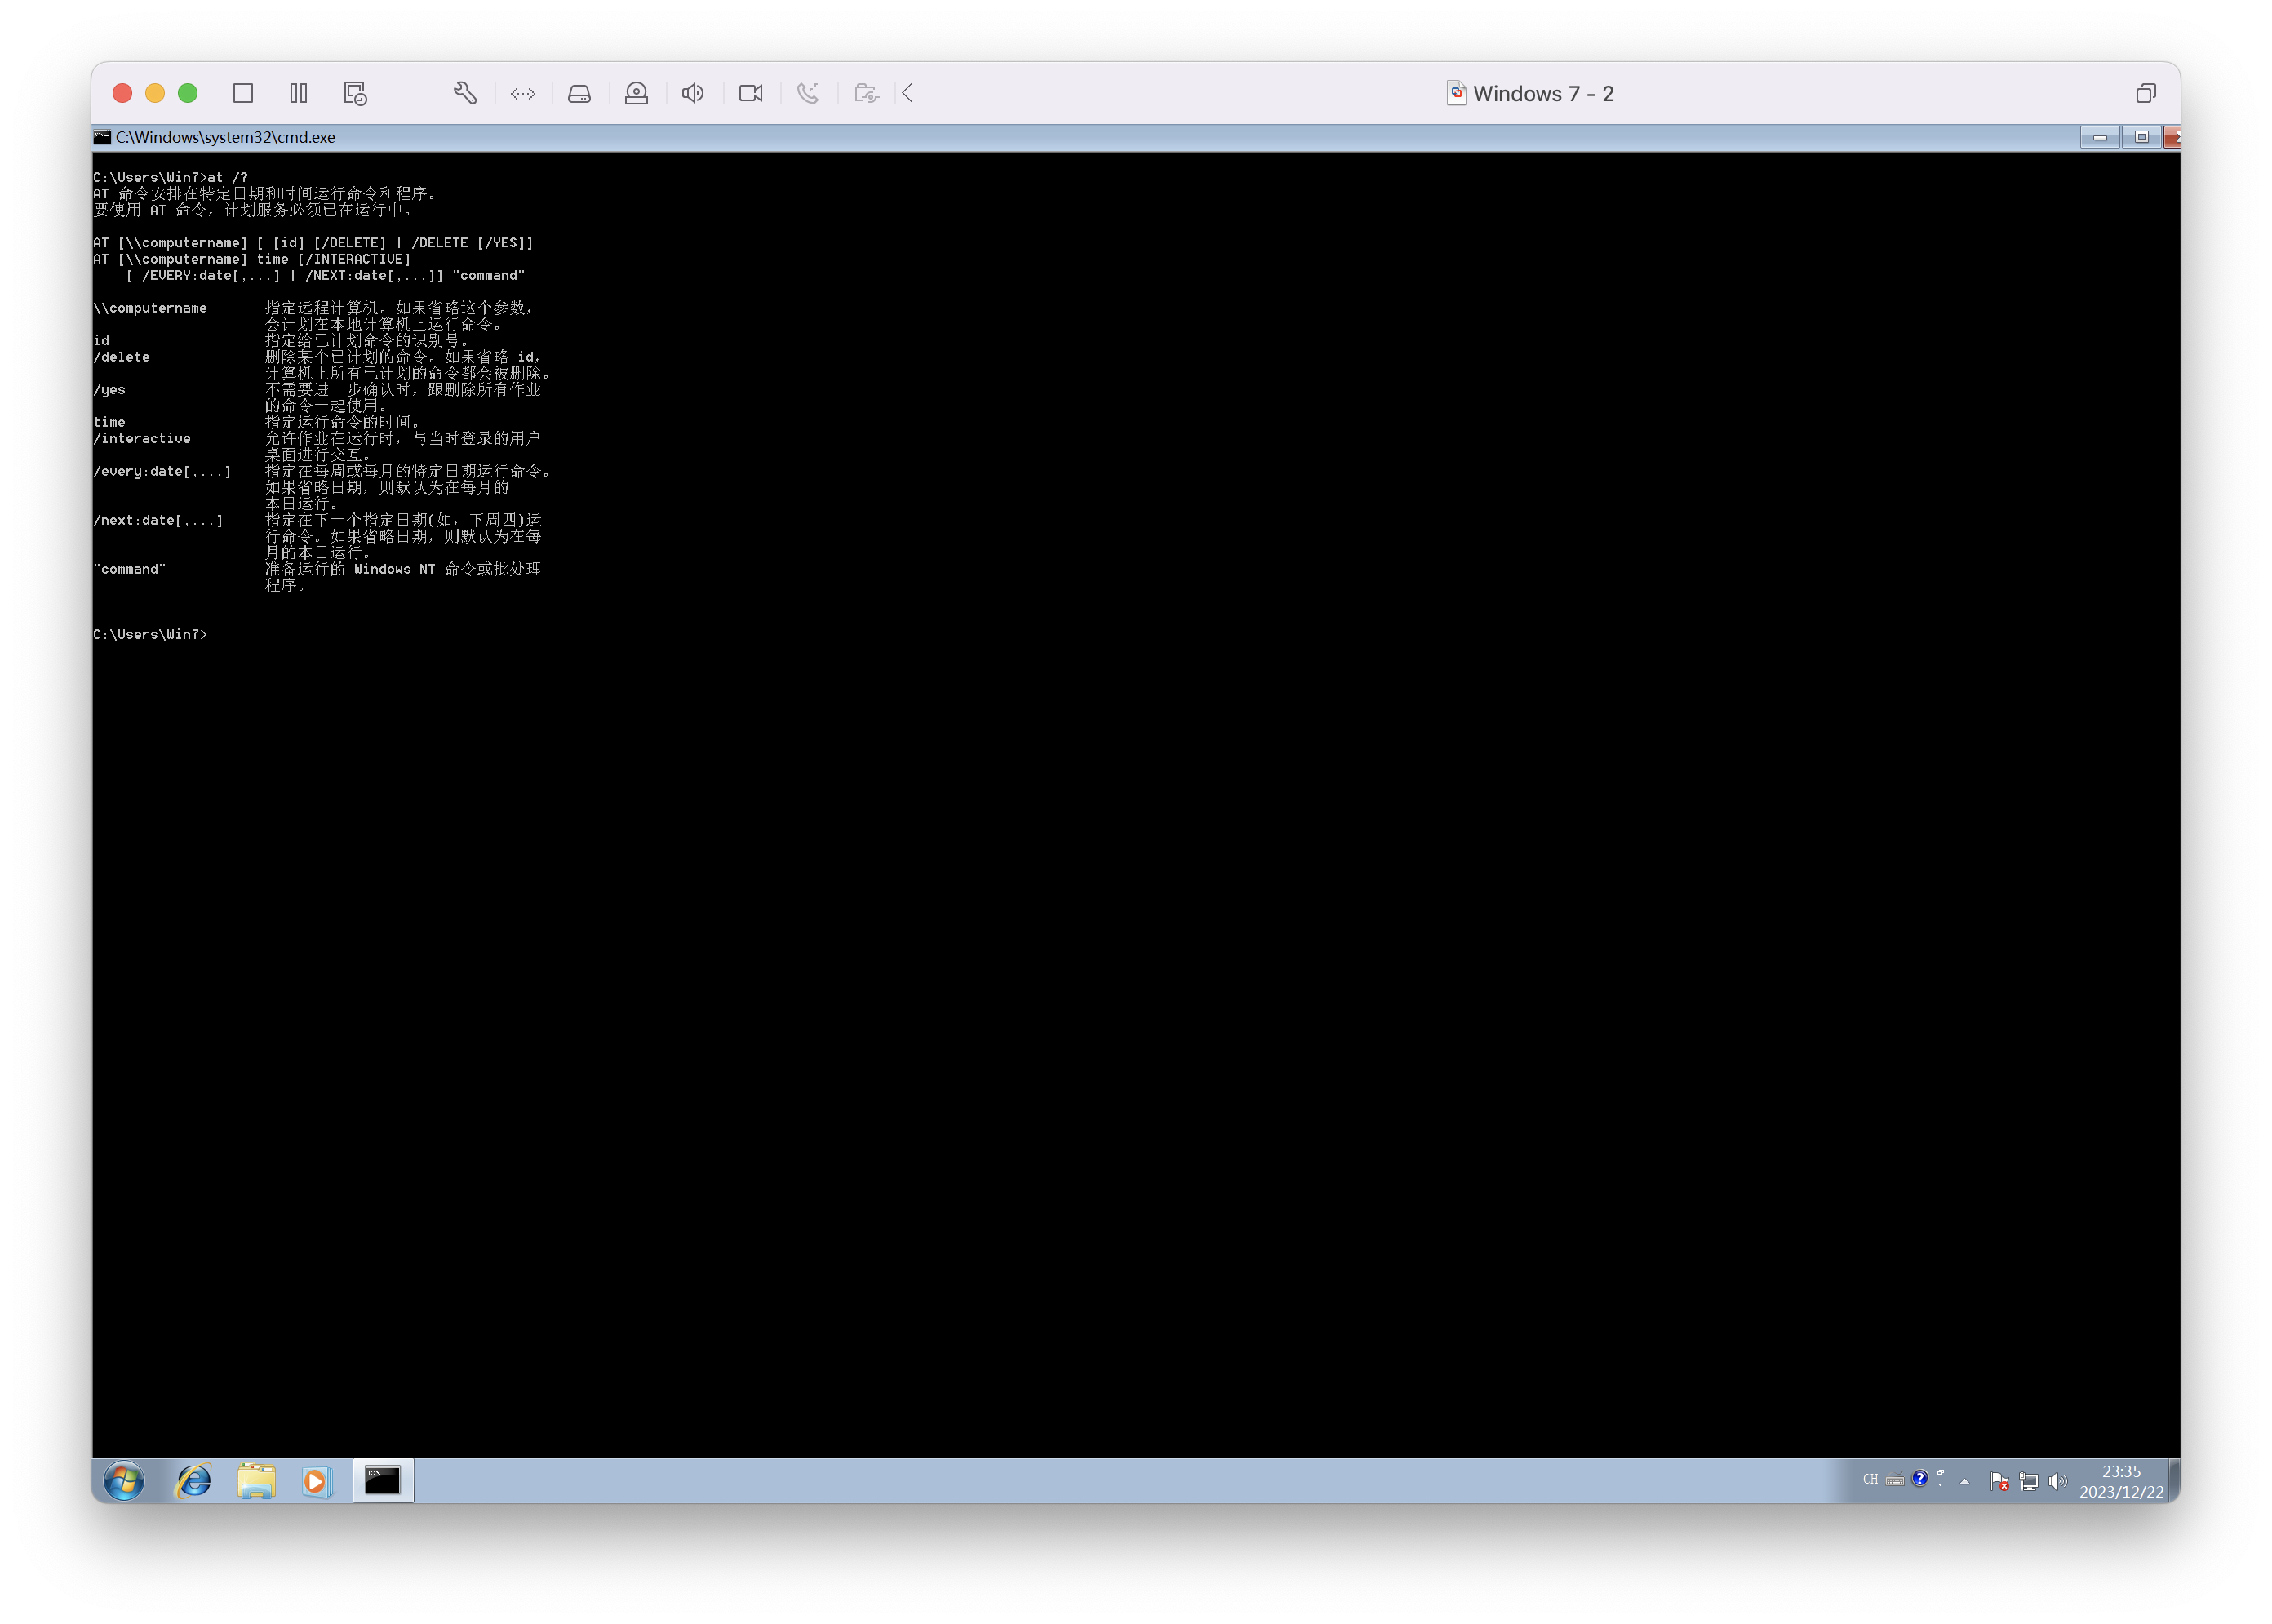 Windows 7 - 2
C:\Windows\system32\cmd.exe
C:\Users\Win7>at /?
AT 命令安排在特定日期和时间运行命令和程序。
要使用 AT 命令，计划服务必须已在运行中。
AT [\\computername] [ [id] [/DELETE] | /DELETE [/YES]]
AT [\\computername] time [/INTERACTIVE]
[ /EVERY:date[,...] | /NEXT:date[,...]] "command"
\\computername 指定远程计算机。如果省略这个参数，
会计划在本地计算机上运行命令。
id 指定给已计划命令的识别号。
/delete 删除某个已计划的命令。如果省略 id，
计算机上所有已计划的命令都会被删除。
/yes 不需要进一步确认时，跟删除所有作业
的命令一起使用。
time 指定运行命令的时间。
/interactive 允许作业在运行时，与当时登录的用户
桌面进行交互。
/every:date[,...] 指定在每周或每月的特定日期运行命令。
如果省略日期，则默认为在每月的
本日运行。
/next:date[,...] 指定在下一个指定日期(如，下周四)运
行命令。如果省略日期，则默认为在每
月的本日运行。
"command" 准备运行的 Windows NT 命令或批处理
程序。
C:\Users\Win7>
CH
23:35
2023/12/22